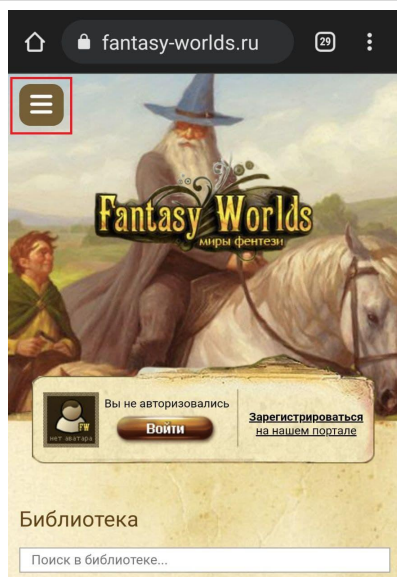 fantasy-worlds.ru
29
Fantasy Worlds
миры фентези
Вы не авторизовались
Войти
FW
нет аватара
Зарегистрироваться
на нашем портале
Библиотека
Поиск в библиотеке...